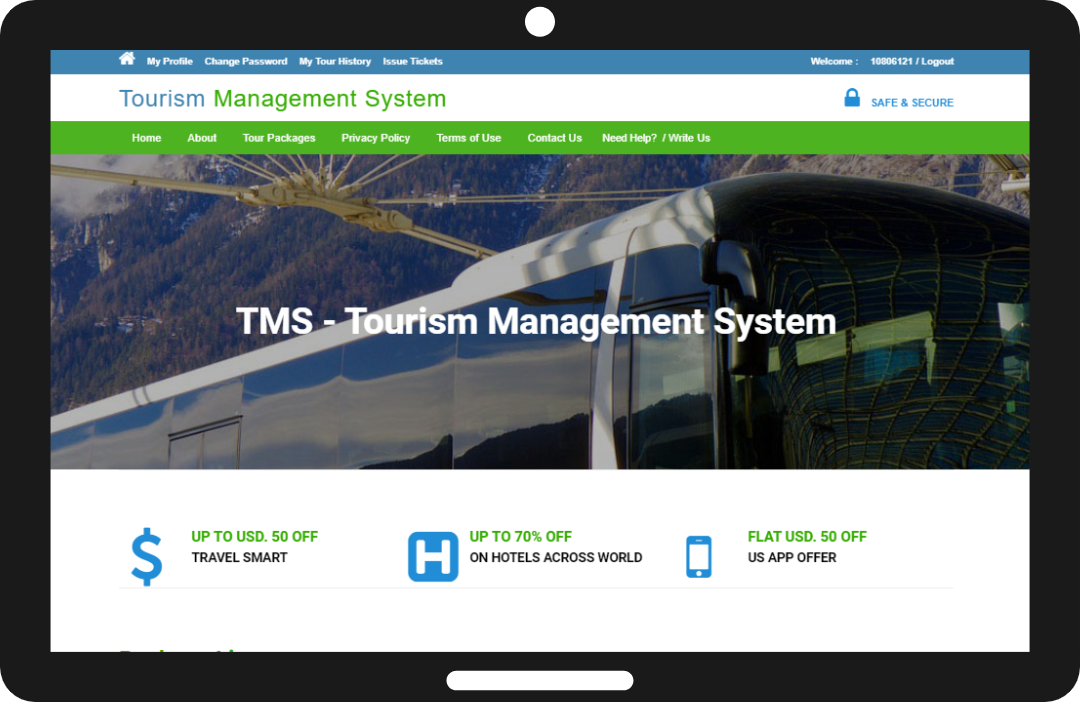 My Profile Change Password My Tour History Issue Tickets Welcome : 10806121 / Logout
Tourism Management System SAFE & SECURE
Home About Tour Packages Privacy Policy Terms of Use Contact Us Need Help? / Write Us
TMS - Tourism Management System
UP TO USD. 50 OFF
TRAVEL SMART
H
UP TO 70% OFF
ON HOTELS ACROSS WORLD
FLAT USD. 50 OFF
US APP OFFER